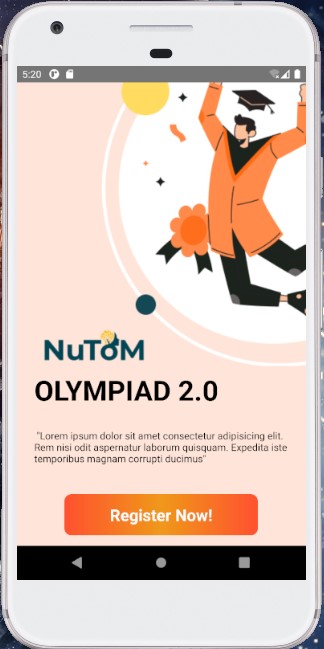 5:20
NuToM
OLYMPIAD 2.0
"Lorem ipsum dolor sit amet consectetur adipisicing elit.
Rem nisi odit aspernatur laborum quisquam. Expedita iste
temporibus magnam corrupti ducimus"
Register Now!